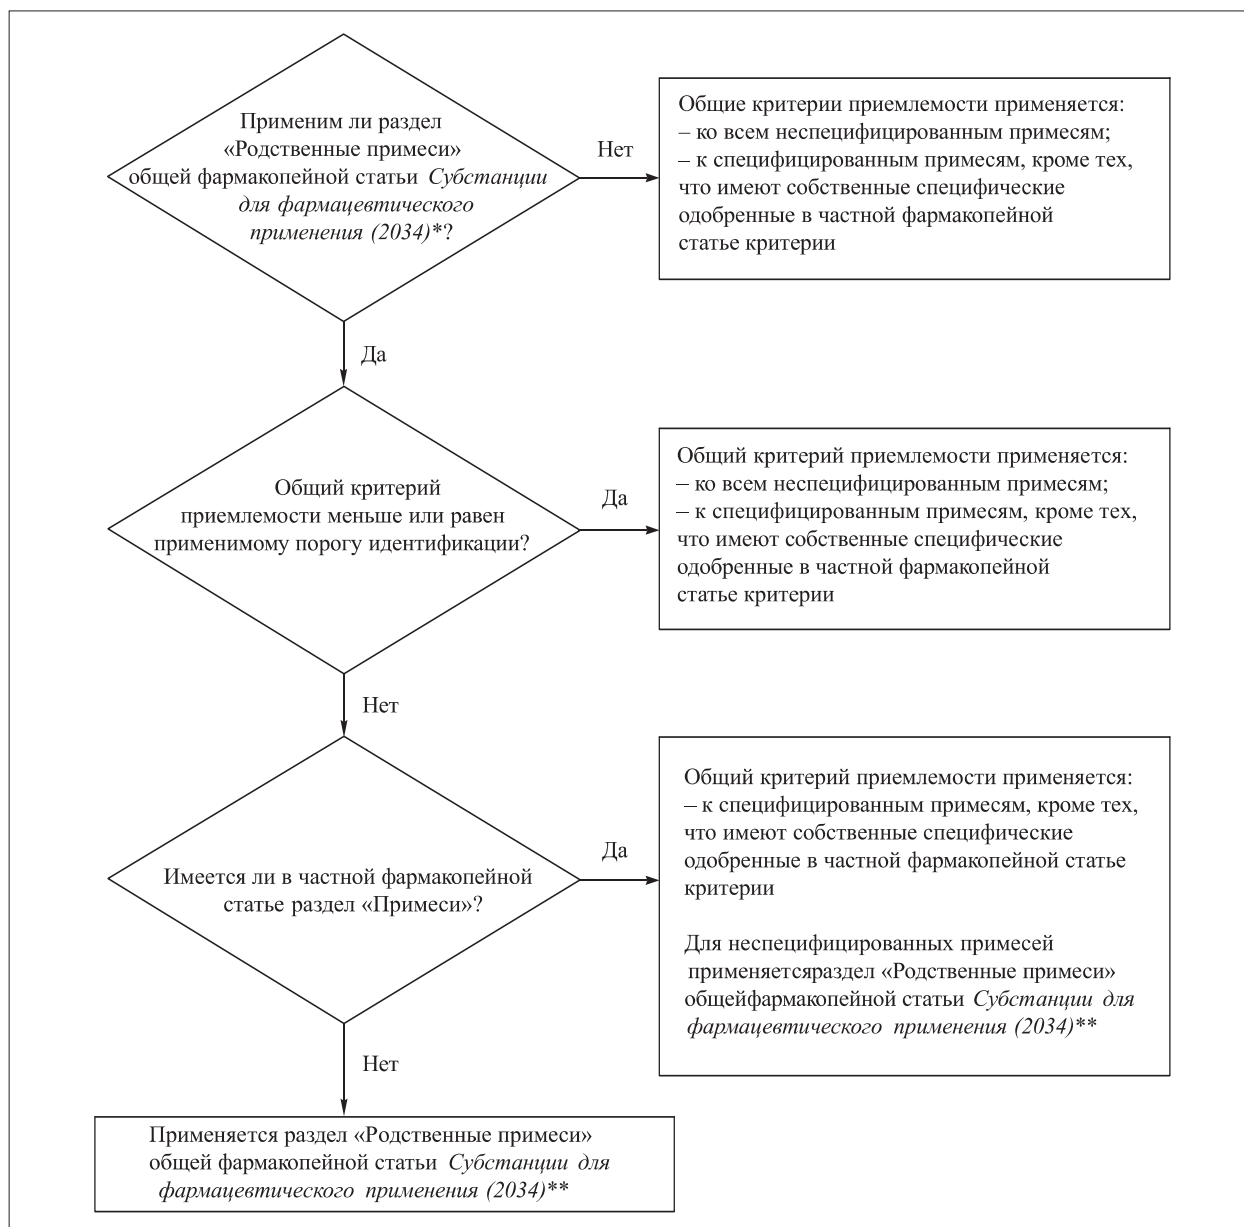 Применим ли раздел
«Родственные примеси»
общей фармакопейной статьи Субстанции
для фармацевтического
применения (2034)*?
Нет
Общие критерии приемлемости применяется:
– ко всем неспецифицированным примесям;
– к специфицированным примесям, кроме тех,
что имеют собственные специфические
одобренные в частной фармакопейной
статье критерии
Да
Общий критерий
приемлемости меньше или равен
применимому порогу идентификации?
Да
Общий критерий приемлемости применяется:
– ко всем неспецифицированным примесям;
– к специфицированным примесям, кроме тех,
что имеют собственные специфические
одобренные в частной фармакопейной
статье критерии
Нет
Имеется ли в частной фармакопейной
статье раздел «Примеси»?
Да
Общий критерий приемлемости применяется:
– к специфицированным примесям, кроме тех,
что имеют собственные специфические
одобренные в частной фармакопейной статье
критерии
Для неспецифицированных примесей
применяетсяраздел «Родственные примеси»
общейфармакопейной статьи Субстанции для
фармацевтического применения (2034)**
Нет
Применяется раздел «Родственные примеси»
общей фармакопейной статьи Субстанции для
фармацевтического применения (2034)**